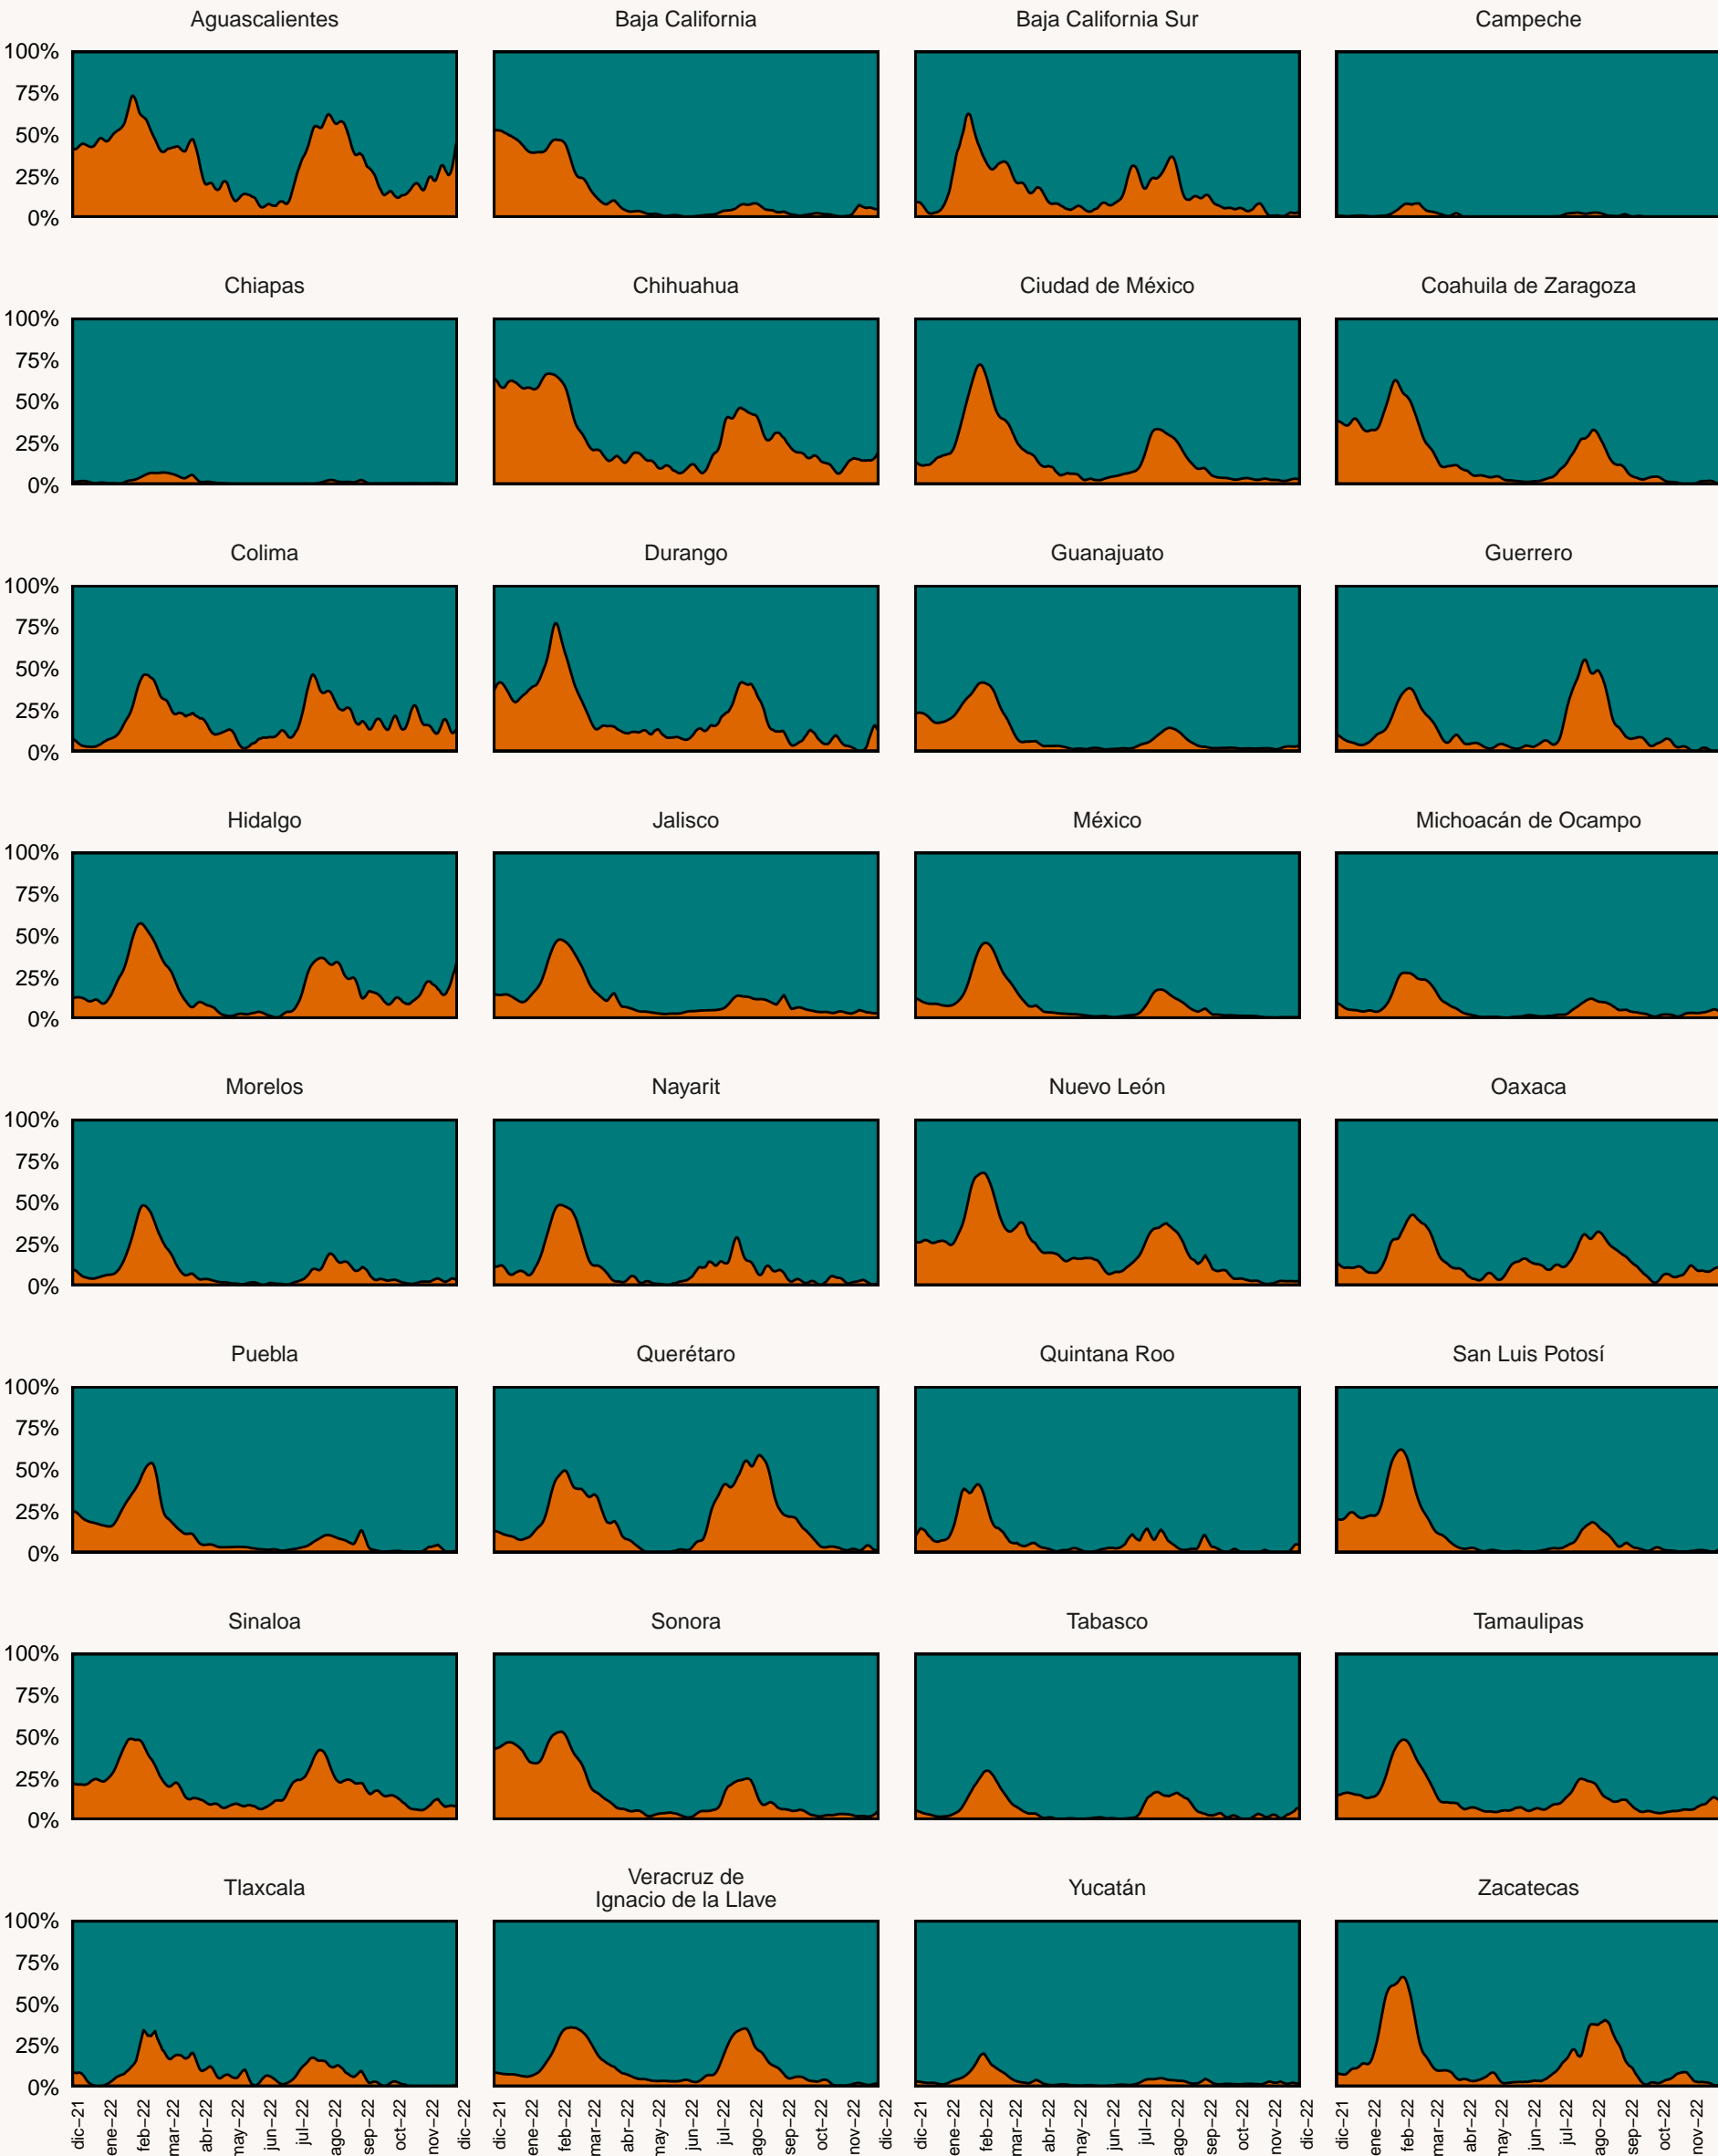 Aguascalientes
Baja California
Baja California Sur
Campeche
100%
75%
50%
25%
0%
Chiapas
Chihuahua
Ciudad de México
Coahuila de Zaragoza
100%
75%
50%
25%
0%
Colima
Durango
Guanajuato
Guerrero
100%
75%
50%
25%
0%
Hidalgo
Jalisco
México
Michoacán de Ocampo
100%
75%
50%
25%
0%
Morelos
Nayarit
Nuevo León
Oaxaca
100%
75%
50%
25%
0%
Puebla
Querétaro
Quintana Roo
San Luis Potosí
100%
75%
50%
25%
0%
Sinaloa
Sonora
Tabasco
Tamaulipas
100%
75%
50%
25%
0%
Tlaxcala
Veracruz de
Ignacio de la Llave
Yucatán
Zacatecas
100%
75%
50%
25%
0%
dic−21
ene−22
feb−22
mar−22
abr−22
may−22
jun−22
jul−22
ago−22
sep−22
oct−22
nov−22
dic−22
dic−21
ene−22
feb−22
mar−22
abr−22
may−22
jun−22
jul−22
ago−22
sep−22
oct−22
nov−22
dic−22
dic−21
ene−22
feb−22
mar−22
abr−22
may−22
jun−22
jul−22
ago−22
sep−22
oct−22
nov−22
dic−22
dic−21
ene−22
feb−22
mar−22
abr−22
may−22
jun−22
jul−22
ago−22
sep−22
oct−22
nov−22